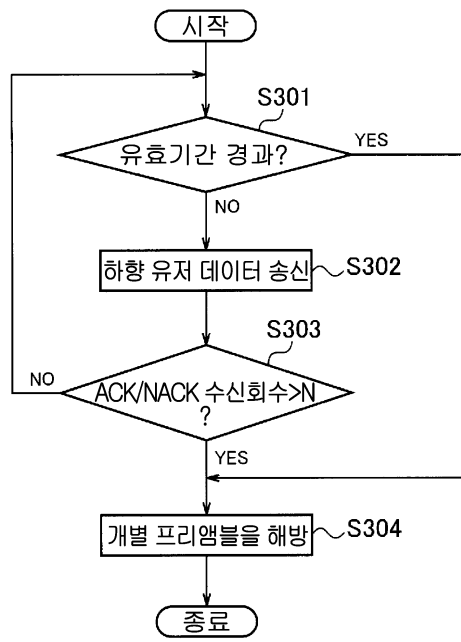 시작
S301
유효기간 경과?
YES
NO
하향 유저 데이터 송신
S302
S303
NO
ACK/NACK 수신회수>N
?
YES
개별 프리앰블을 해방
S304
종료